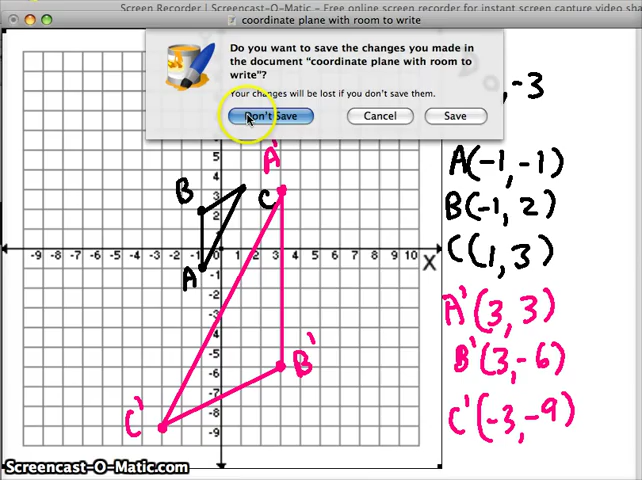 Screen Recorder | Screencast-O-Matic - Free online screen recorder for instant screen capture video sha
coordinate plane with room to write
Do you want to save the changes you made in
the document “coordinate plane with room to
write”?
Your changes will be lost if you don’t save them.
Don’t Save
Cancel
Save
, -3
A(-1, -1)
B(-1, 2)
C(1, 3)
A'(3, 3)
B'(3, -6)
C'(-3, -9)
A'
B
C
A
B'
C'
5
4
3
2
1
-9 -8 -7 -6 -5 -4 -3 -2 -1 1 2 3 4 5 6 7 8 9 10 X
-1
-2
-3
-4
-5
-6
-7
-8
-9
Screencast-O-Matic.com